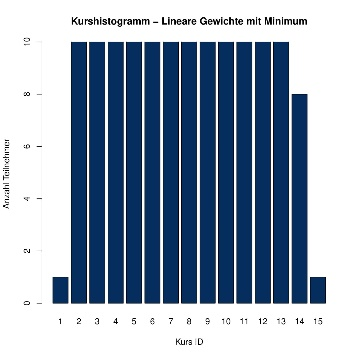 Kurshistogramm – Lineare Gewichte mit Minimum
10
8
6
4
2
0
Anzahl Teilnehmer
1 2 3 4 5 6 7 8 9 10 11 12 13 14 15
Kurs ID